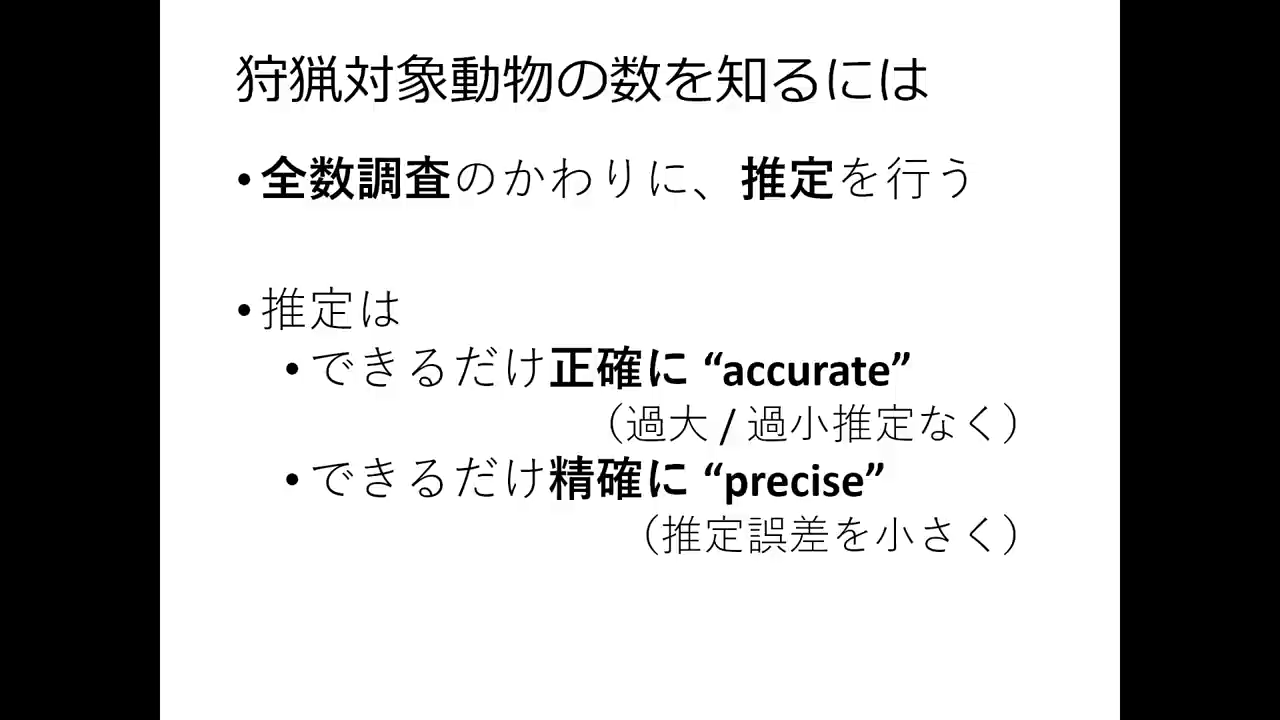 狩猟対象動物の数を知るには
•全数調査のかわりに、推定を行う
•推定は
•できるだけ正確に “accurate”
（過大 / 過小推定なく）
•できるだけ精確に “precise”
（推定誤差を小さく）